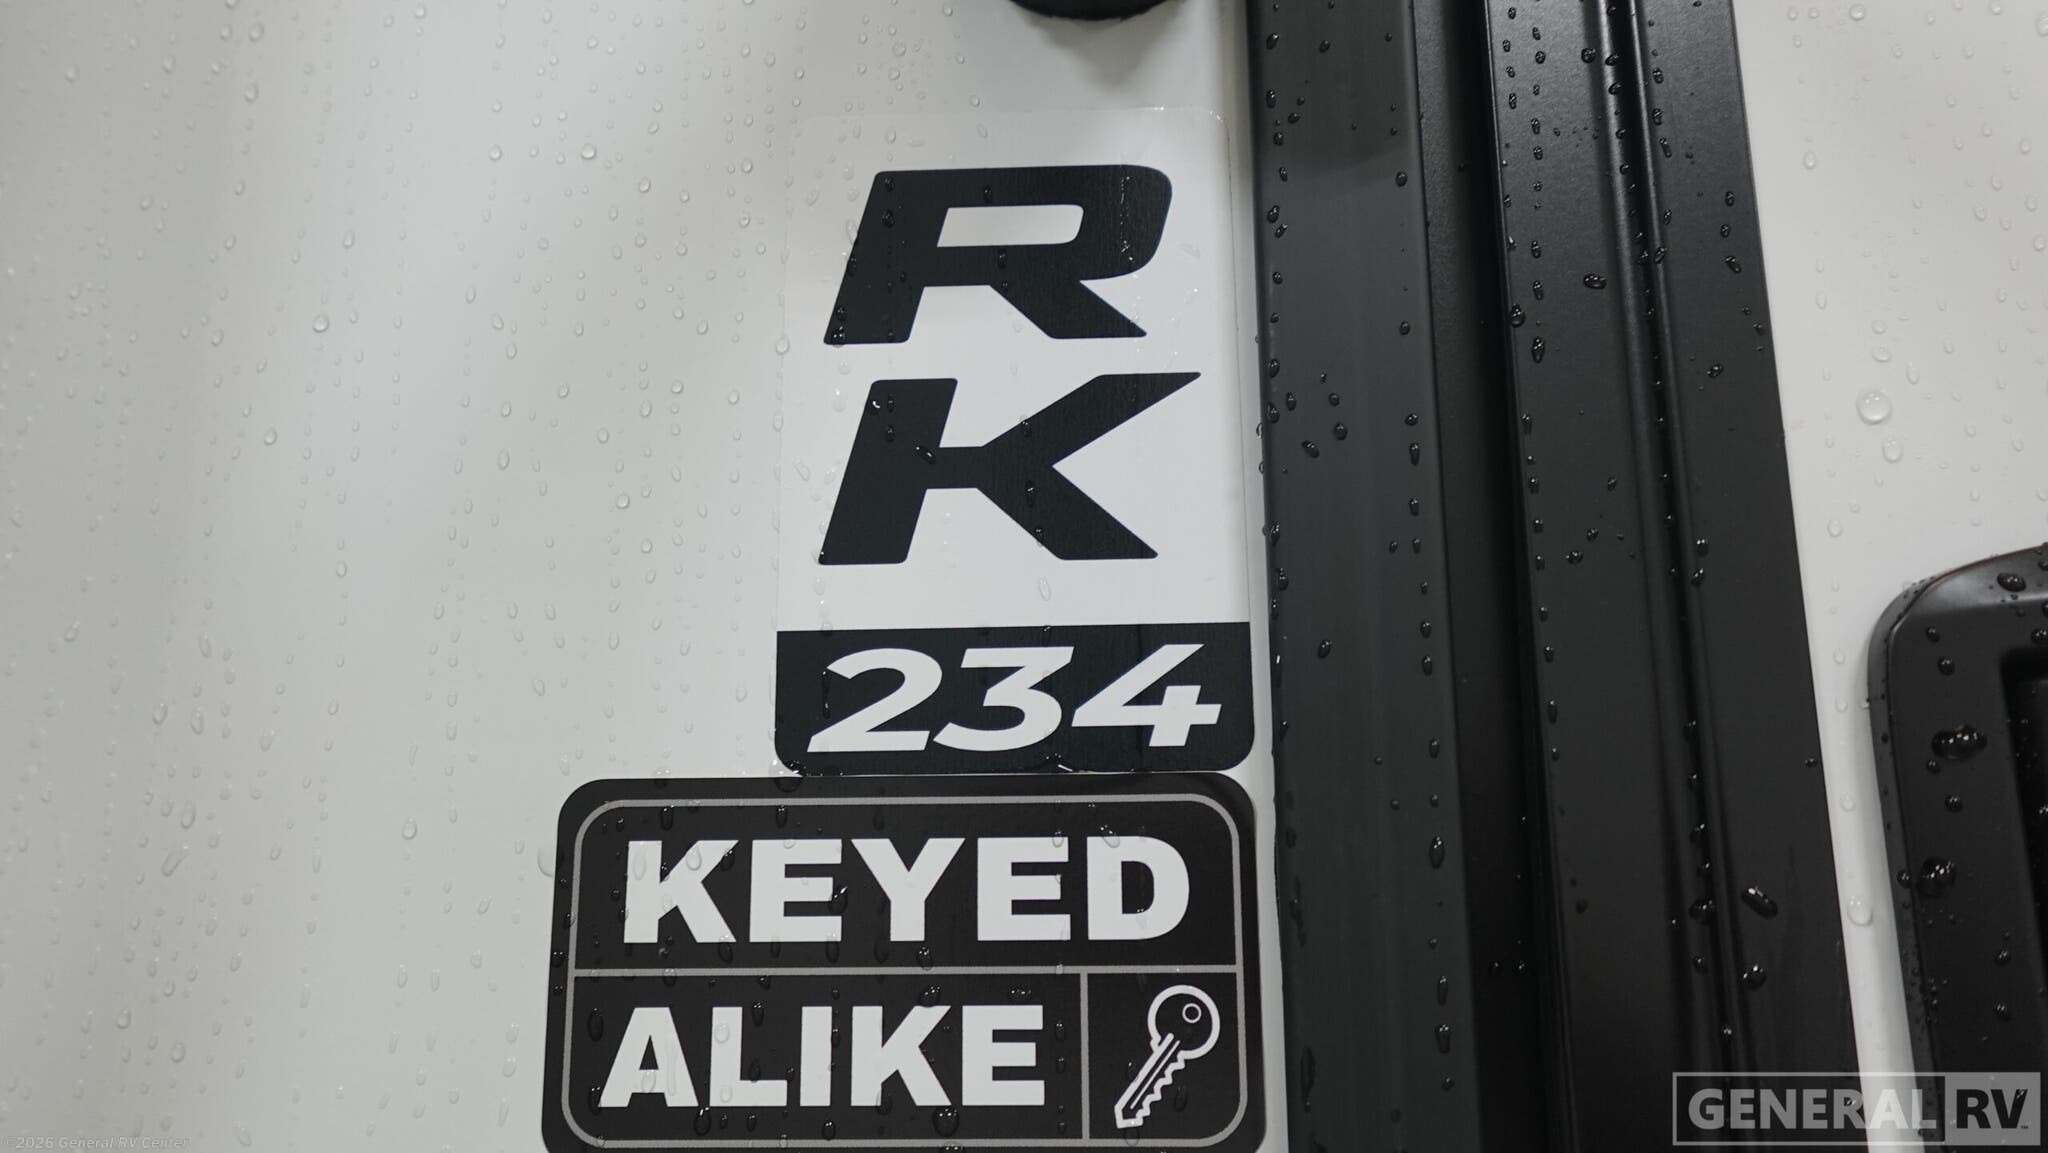 R
K
234
KEYED
ALIKE
©2026 General RV Center
GENERAL RV